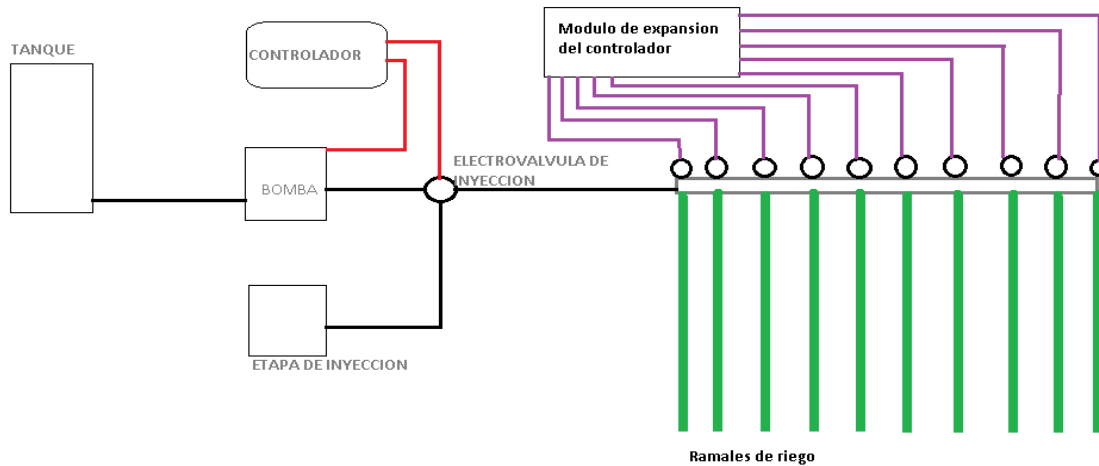 TANQUE
CONTROLADOR
Modulo de expansion
del controlador
BOMBA
ELECTROVALVULA DE
INYECCION
ETAPA DE INYECCION
Ramales de riego